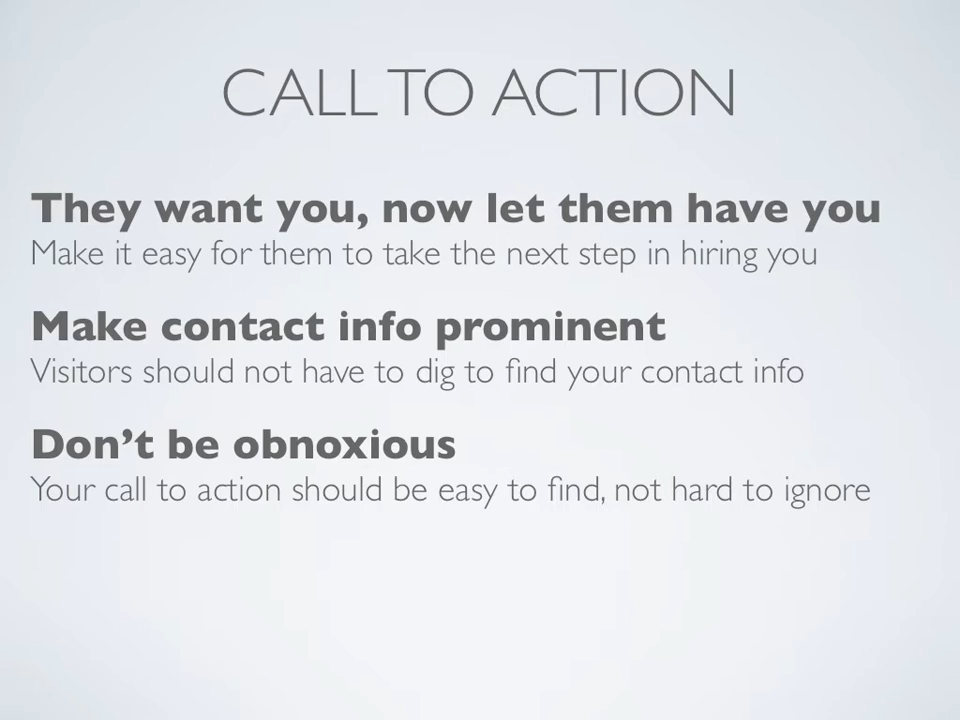 CALL TO ACTION
They want you, now let them have you
Make it easy for them to take the next step in hiring you
Make contact info prominent
Visitors should not have to dig to find your contact info
Don’t be obnoxious
Your call to action should be easy to find, not hard to ignore